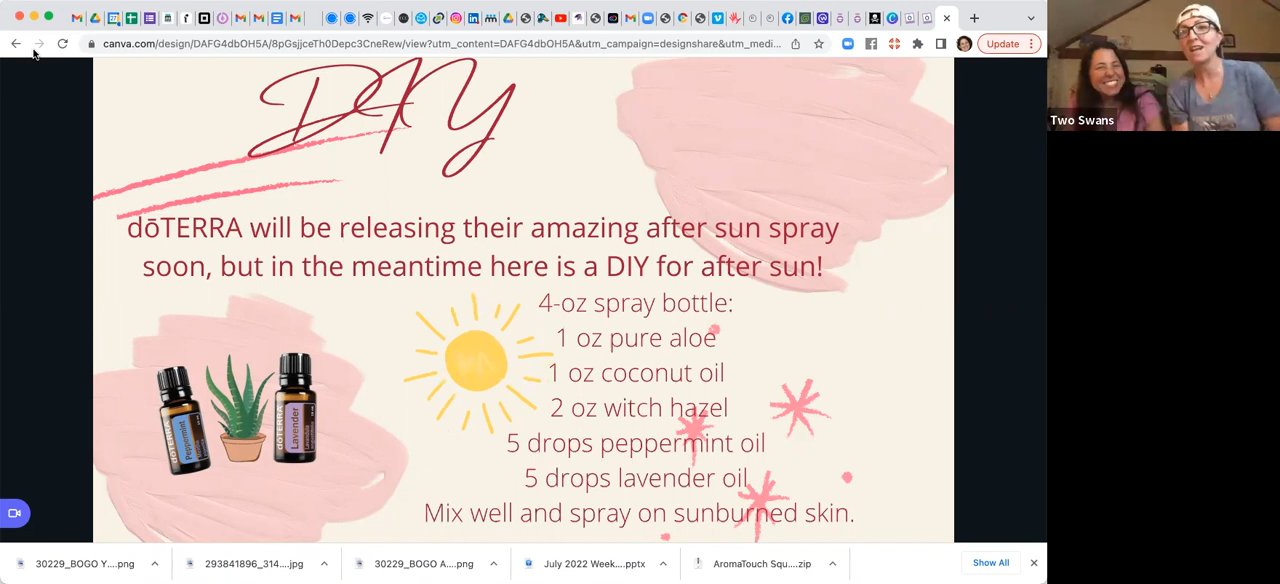 canva.com/design/DAFG4dbOH5A/8pGsjjceTh0Depc3CneRew/view?utm_content=DAFG4dbOH5A&utm_campaign=designshare&utm_medi...
Update
Two Swans
DIY
dōTERRA will be releasing their amazing after sun spray
soon, but in the meantime here is a DIY for after sun!
4-oz spray bottle:
1 oz pure aloe
1 oz coconut oil
2 oz witch hazel
5 drops peppermint oil
5 drops lavender oil
Mix well and spray on sunburned skin.
dōTERRA
Peppermint
dōTERRA
Lavender
30229_BOGO Y....png
293841896_314....jpg
30229_BOGO A....png
July 2022 Week....pptx
AromaTouch Squ....zip
Show All